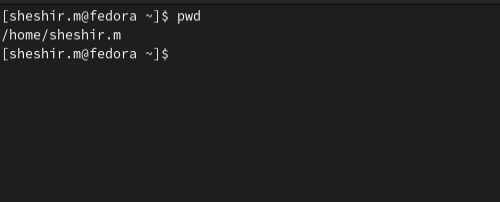 [sheshir.m@fedora ~]$ pwd
/home/sheshir.m
[sheshir.m@fedora ~]$